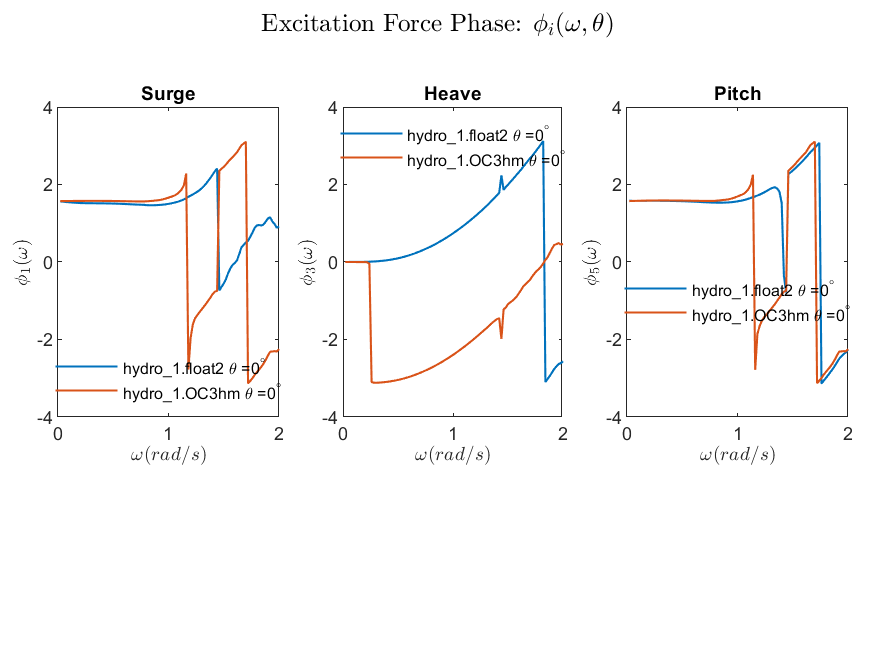 Excitation Force Phase: ϕᵢ(ω, θ)
Surge
4
2
0
-2
-4
ϕ₁(ω)
hydro_1.float2 θ =0°
hydro_1.OC3hm θ =0°
0 1 2
ω(rad/s)
Heave
4
2
0
-2
-4
ϕ₃(ω)
hydro_1.float2 θ =0°
hydro_1.OC3hm θ =0°
0 1 2
ω(rad/s)
Pitch
4
2
0
-2
-4
ϕ₅(ω)
hydro_1.float2 θ =0°
hydro_1.OC3hm θ =0°
0 1 2
ω(rad/s)